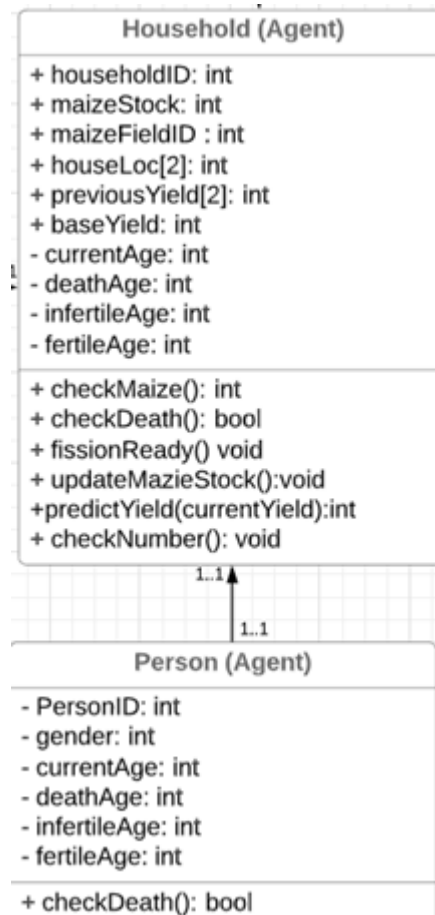 Household (Agent)
+ householdID: int
+ maizeStock: int
+ maizeFieldID : int
+ houseLoc[2]: int
+ previousYield[2]: int
+ baseYield: int
- currentAge: int
- deathAge: int
- infertileAge: int
- fertileAge: int
+ checkMaize(): int
+ checkDeath(): bool
+ fissionReady() void
+ updateMazieStock():void
+predictYield(currentYield):int
+ checkNumber(): void
1..1
1..1
Person (Agent)
- PersonID: int
- gender: int
- currentAge: int
- deathAge: int
- infertileAge: int
- fertileAge: int
+ checkDeath(): bool